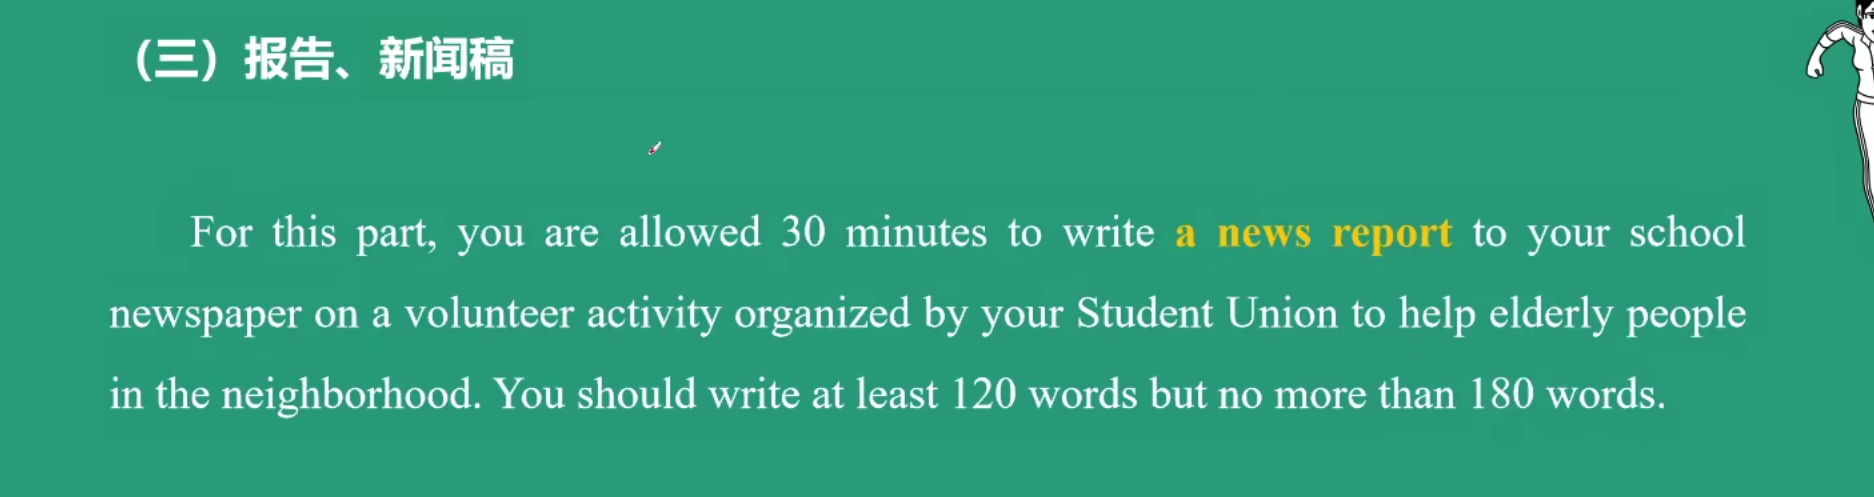 （三）报告、新闻稿
For this part, you are allowed 30 minutes to write a news report to your school
newspaper on a volunteer activity organized by your Student Union to help elderly people
in the neighborhood. You should write at least 120 words but no more than 180 words.